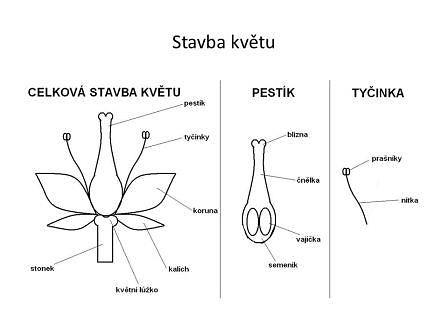 Stavba květu
CELKOVÁ STAVBA KVĚTU
pestík
tyčinky
koruna
kalich
květní lůžko
stonek
PESTÍK
blizna
čnělka
vajíčka
semeník
TYČINKA
prašníky
nitka